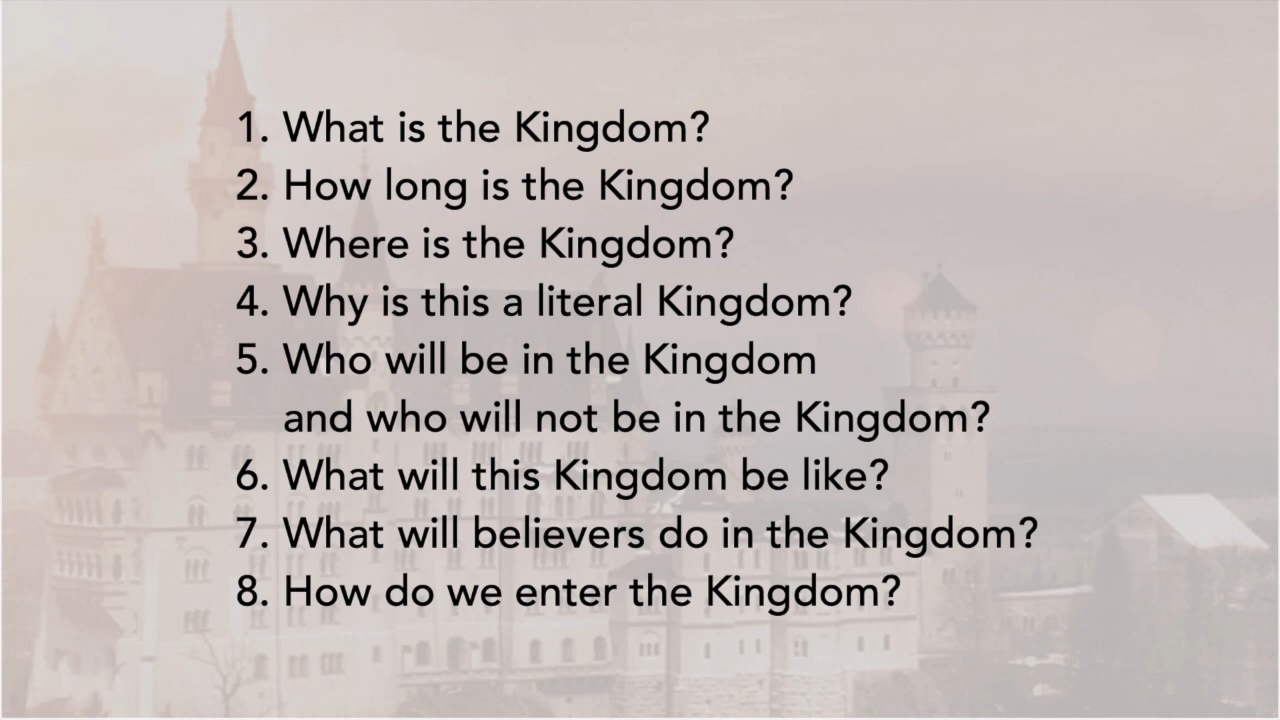 1. What is the Kingdom?
2. How long is the Kingdom?
3. Where is the Kingdom?
4. Why is this a literal Kingdom?
5. Who will be in the Kingdom
and who will not be in the Kingdom?
6. What will this Kingdom be like?
7. What will believers do in the Kingdom?
8. How do we enter the Kingdom?